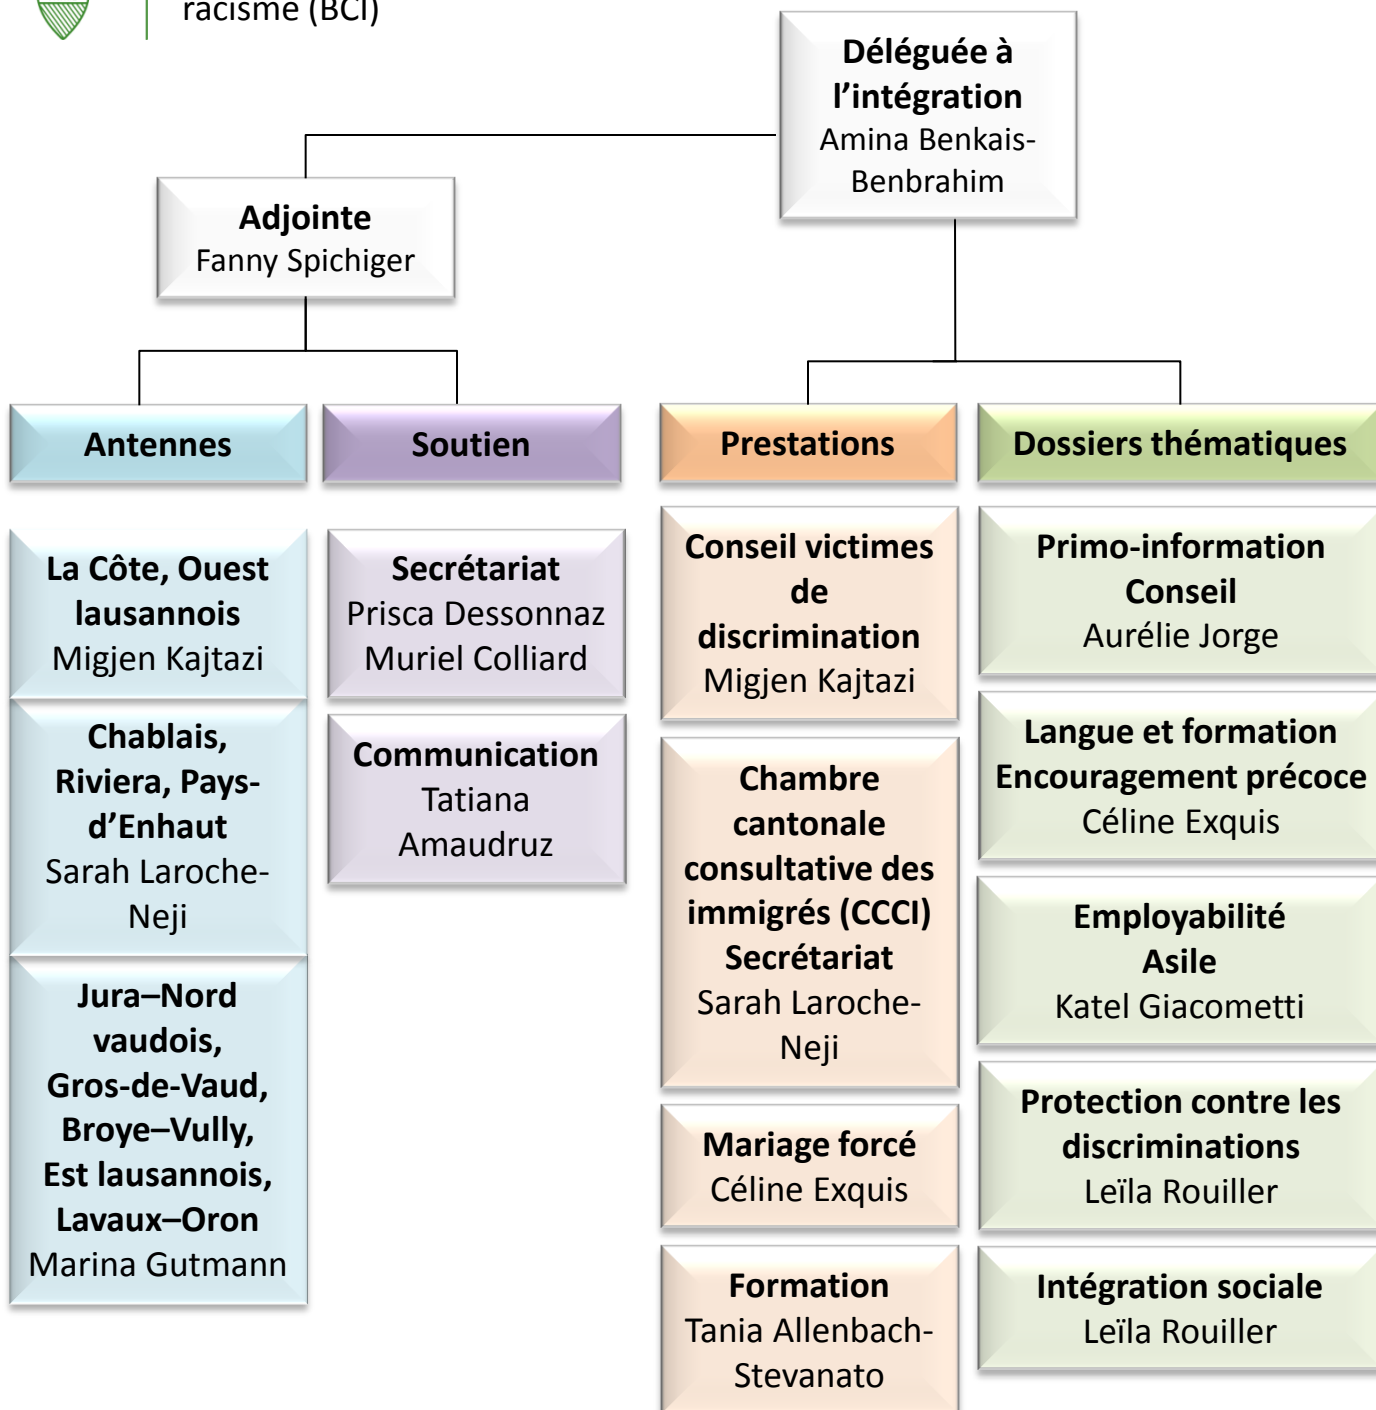 racisme (BCI)
Déléguée à
l’intégration
Amina Benkais-
Benbrahim
Adjointe
Fanny Spichiger
Antennes
Soutien
Prestations
Dossiers thématiques
La Côte, Ouest
lausannois
Migjen Kajtazi
Chablais,
Riviera, Pays-
d’Enhaut
Sarah Laroche-
Neji
Jura–Nord
vaudois,
Gros-de-Vaud,
Broye–Vully,
Est lausannois,
Lavaux–Oron
Marina Gutmann
Secrétariat
Prisca Dessonnaz
Muriel Colliard
Communication
Tatiana
Amaudruz
Conseil victimes
de
discrimination
Migjen Kajtazi
Chambre
cantonale
consultative des
immigrés (CCCI)
Secrétariat
Sarah Laroche-
Neji
Mariage forcé
Céline Exquis
Formation
Tania Allenbach-
Stevanato
Primo-information
Conseil
Aurélie Jorge
Langue et formation
Encouragement précoce
Céline Exquis
Employabilité
Asile
Katel Giacometti
Protection contre les
discriminations
Leïla Rouiller
Intégration sociale
Leïla Rouiller